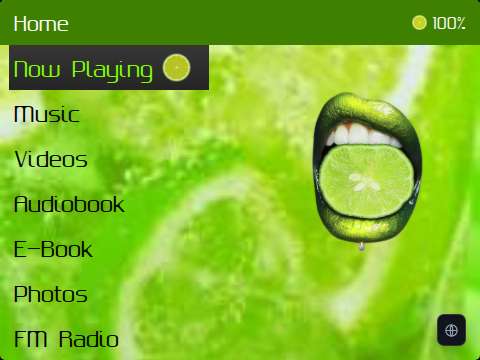 Home
100%
Now Playing
Music
Videos
Audiobook
E-Book
Photos
FM Radio